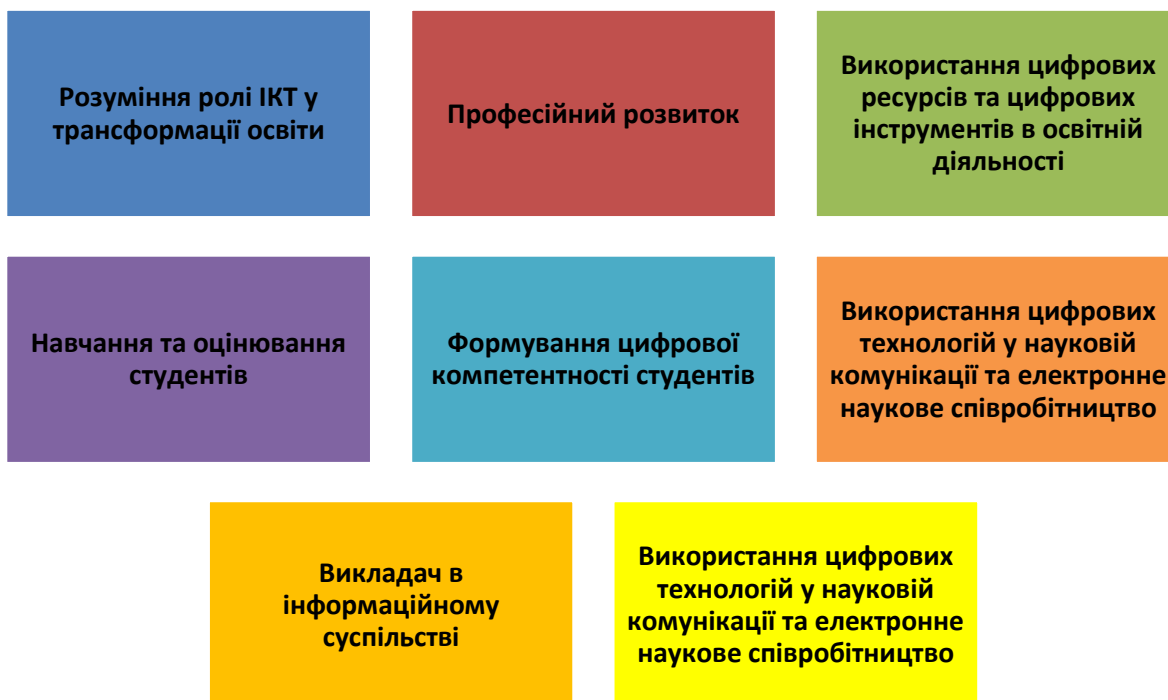 Розуміння ролі ІКТ у
трансформації освіти
Професійний розвиток
Використання цифрових
ресурсів та цифрових
інструментів в освітній
діяльності
Навчання та оцінювання
студентів
Формування цифрової
компетентності студентів
Використання цифрових
технологій у науковій
комунікації та електронне
наукове співробітництво
Викладач в
інформаційному
суспільстві
Використання цифрових
технологій у науковій
комунікації та електронне
наукове співробітництво